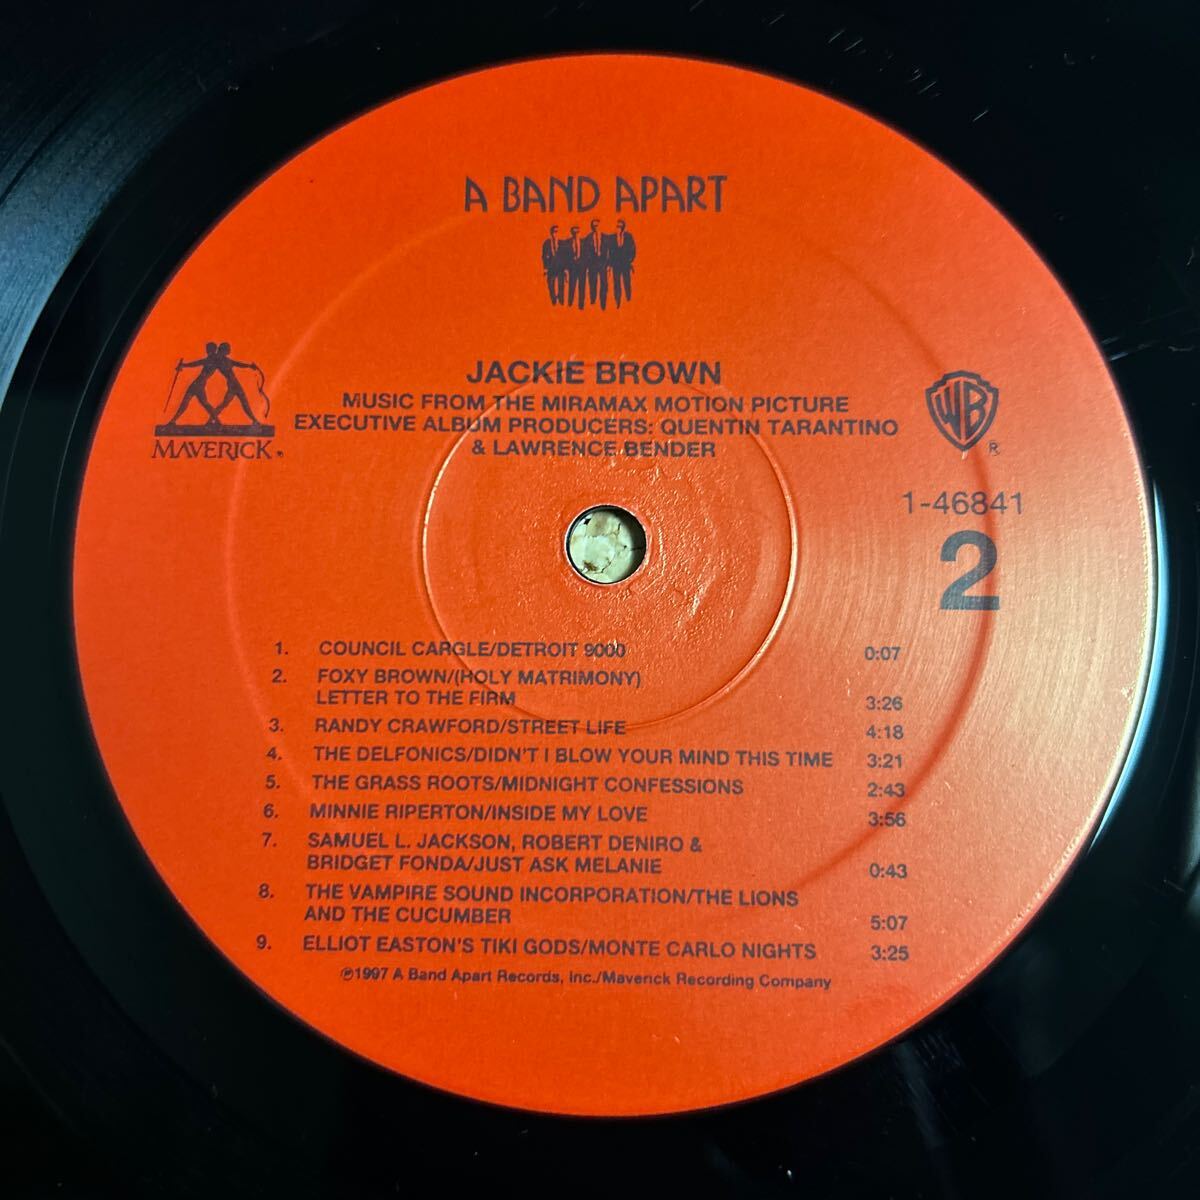 A BAND APART
JACKIE BROWN
MUSIC FROM THE MIRAMAX MOTION PICTURE
EXECUTIVE ALBUM PRODUCERS: QUENTIN TARANTINO
& LAWRENCE BENDER
MAVERICK®
WB®
1-46841
2
1. COUNCIL CARGLE/DETROIT 9000 0:07
2. FOXY BROWN/(HOLY MATRIMONY)
LETTER TO THE FIRM 3:26
3. RANDY CRAWFORD/STREET LIFE 4:18
4. THE DELFONICS/DIDN'T I BLOW YOUR MIND THIS TIME 3:21
5. THE GRASS ROOTS/MIDNIGHT CONFESSIONS 2:43
6. MINNIE RIPERTON/INSIDE MY LOVE 3:56
7. SAMUEL L. JACKSON, ROBERT DENIRO &
BRIDGET FONDA/JUST ASK MELANIE 0:43
8. THE VAMPIRE SOUND INCORPORATION/THE LIONS
AND THE CUCUMBER 5:07
9. ELLIOT EASTON'S TIKI GODS/MONTE CARLO NIGHTS 3:25
℗1997 A Band Apart Records, Inc./Maverick Recording Company